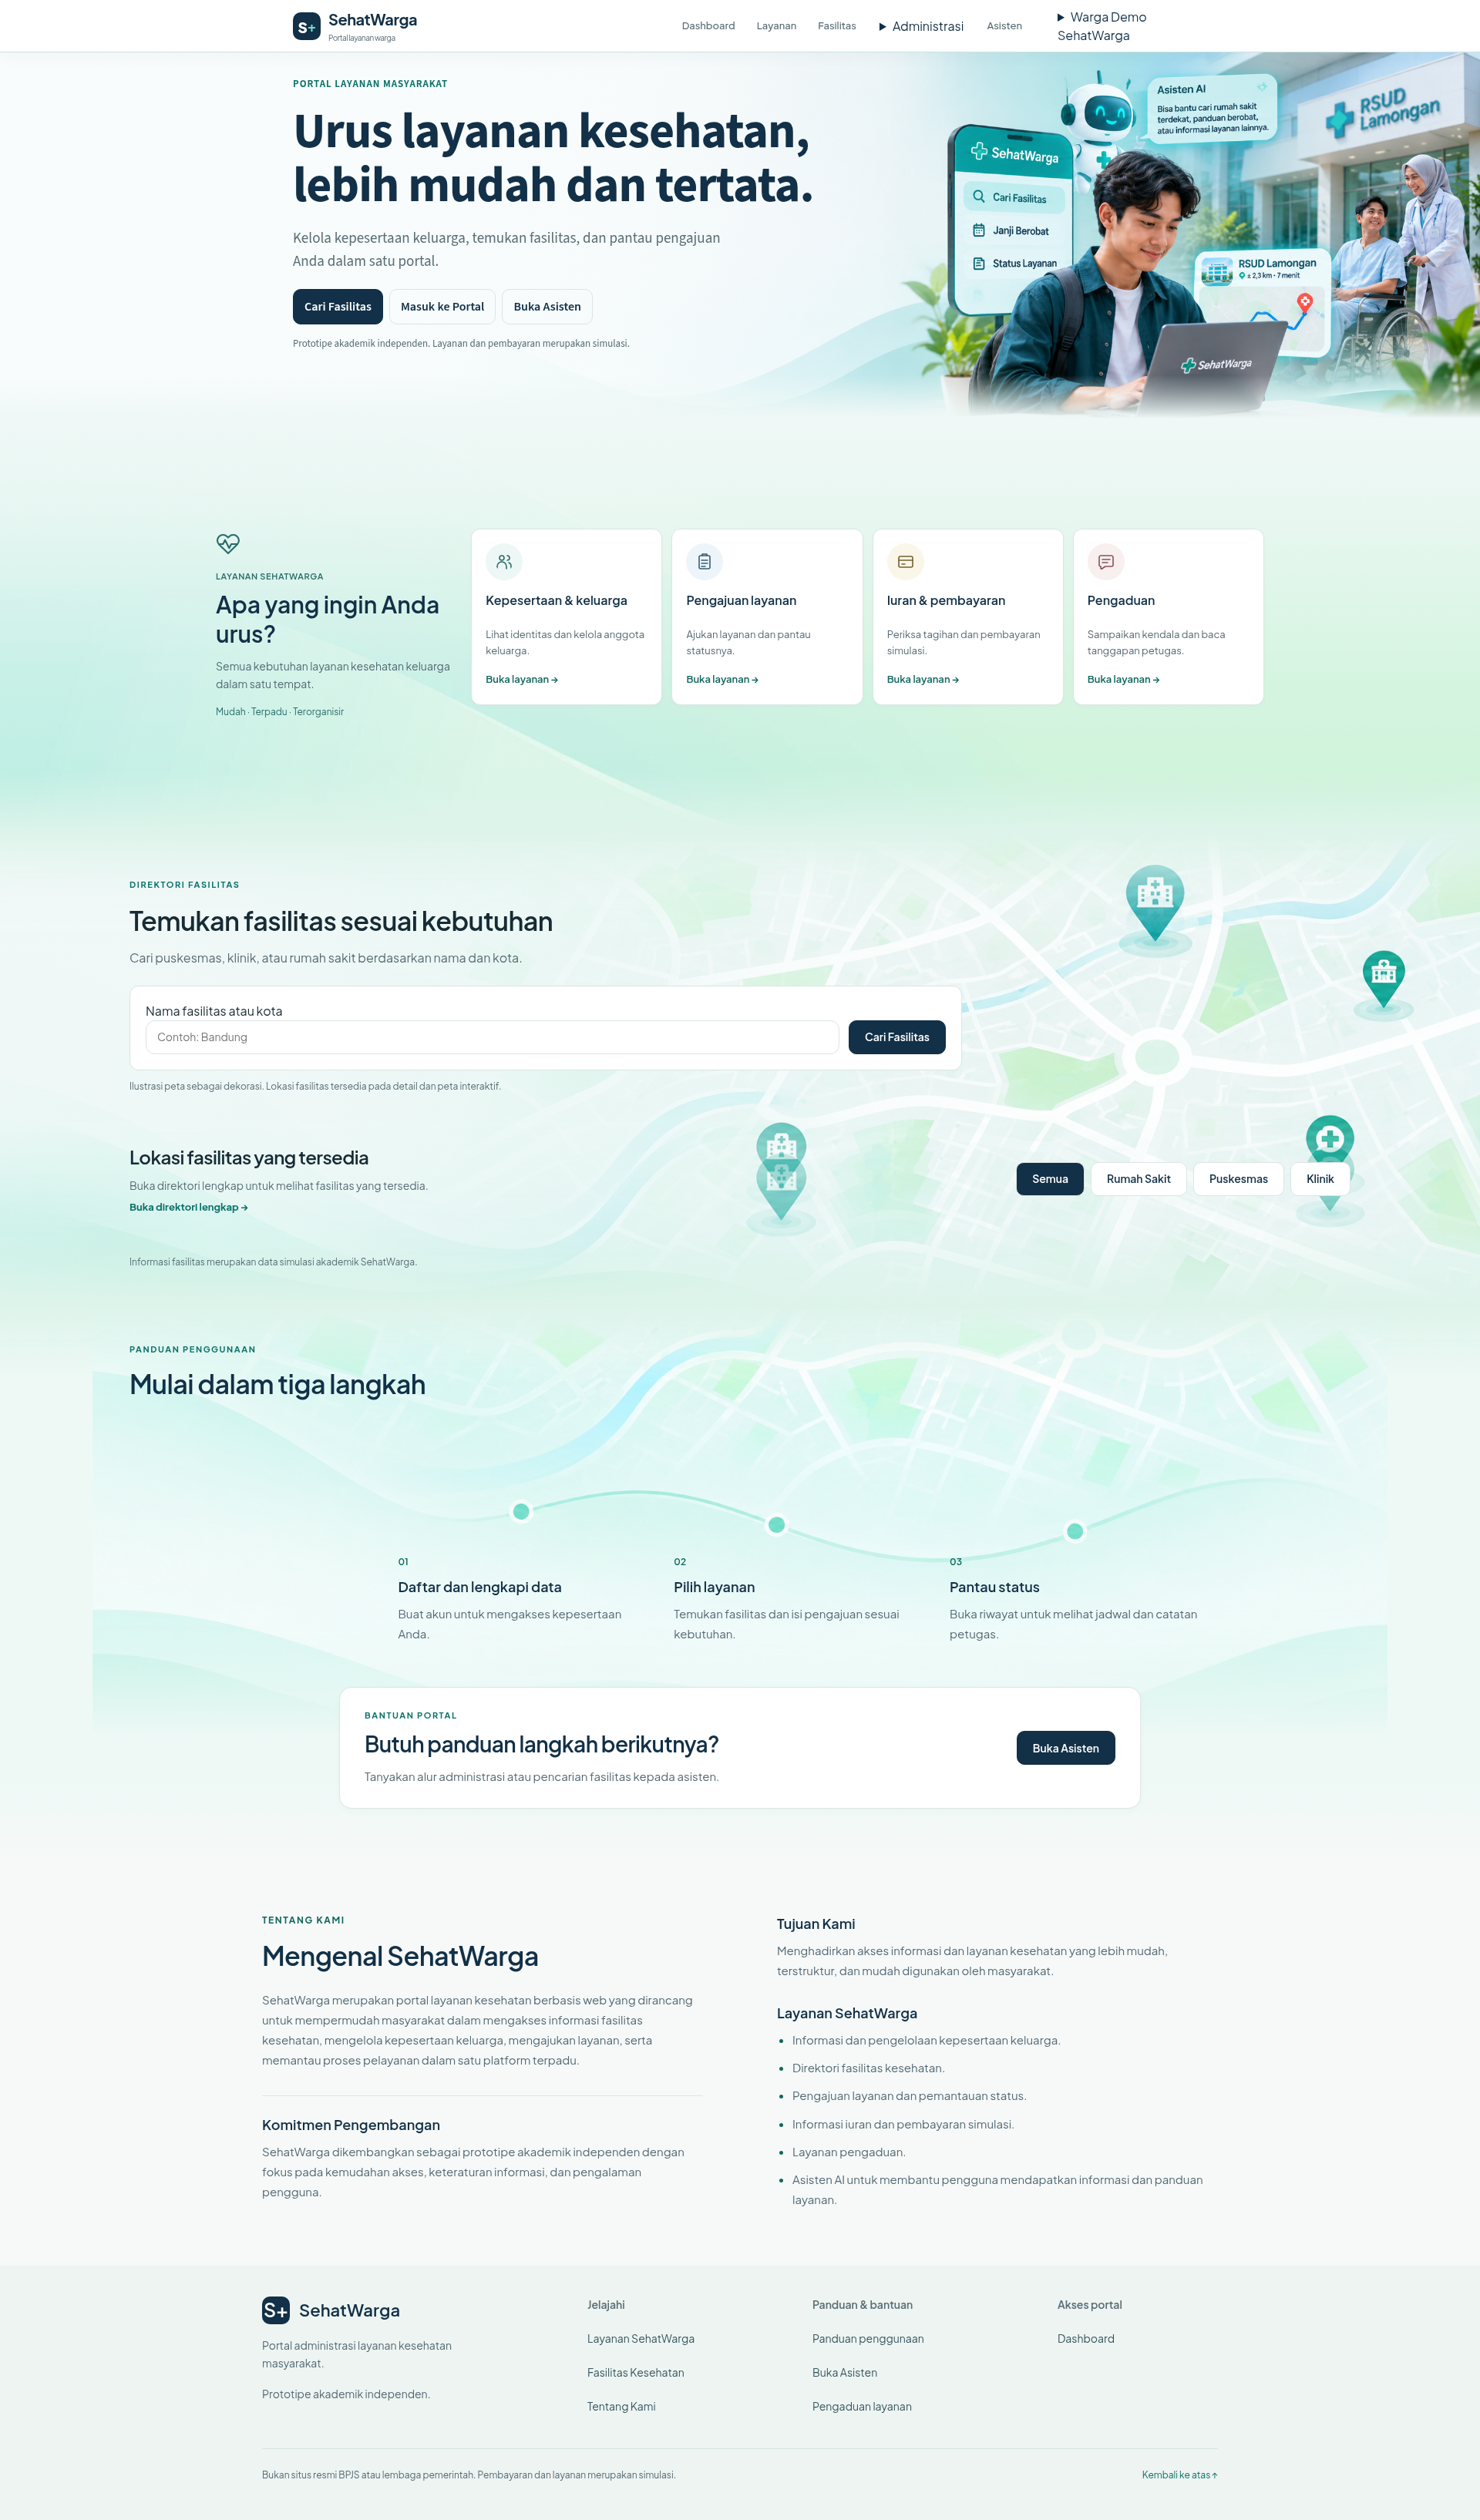 S+ SehatWarga
Portal layanan warga
Dashboard
Layanan
Fasilitas
Administrasi
Asisten
Warga Demo
SehatWarga
PORTAL LAYANAN MASYARAKAT
Urus layanan kesehatan,
lebih mudah dan tertata.
Kelola kepesertaan keluarga, temukan fasilitas, dan pantau pengajuan
Anda dalam satu portal.
Cari Fasilitas
Masuk ke Portal
Buka Asisten
Prototipe akademik independen. Layanan dan pembayaran merupakan simulasi.
SehatWarga
Cari Fasilitas
Janji Berobat
Status Layanan
Asisten AI
Bisa bantu cari rumah sakit
terdekat, panduan berobat,
atau informasi layanan lainnya.
RSUD
Lamongan
RSUD Lamongan
± 2,3 km • 7 menit
SehatWarga
LAYANAN SEHATWARGA
Apa yang ingin Anda
urus?
Semua kebutuhan layanan kesehatan keluarga
dalam satu tempat.
Mudah · Terpadu · Terorganisir
Kepesertaan & keluarga
Lihat identitas dan kelola anggota
keluarga.
Buka layanan →
Pengajuan layanan
Ajukan layanan dan pantau
statusnya.
Buka layanan →
Iuran & pembayaran
Periksa tagihan dan pembayaran
simulasi.
Buka layanan →
Pengaduan
Sampaikan kendala dan baca
tanggapan petugas.
Buka layanan →
DIREKTORI FASILITAS
Temukan fasilitas sesuai kebutuhan
Cari puskesmas, klinik, atau rumah sakit berdasarkan nama dan kota.
Nama fasilitas atau kota
Contoh: Bandung
Cari Fasilitas
Ilustrasi peta sebagai dekorasi. Lokasi fasilitas tersedia pada detail dan peta interaktif.
Lokasi fasilitas yang tersedia
Buka direktori lengkap untuk melihat fasilitas yang tersedia.
Buka direktori lengkap →
Semua
Rumah Sakit
Puskesmas
Klinik
Informasi fasilitas merupakan data simulasi akademik SehatWarga.
PANDUAN PENGGUNAAN
Mulai dalam tiga langkah
01
Daftar dan lengkapi data
Buat akun untuk mengakses kepesertaan
Anda.
02
Pilih layanan
Temukan fasilitas dan isi pengajuan sesuai
kebutuhan.
03
Pantau status
Buka riwayat untuk melihat jadwal dan catatan
petugas.
BANTUAN PORTAL
Butuh panduan langkah berikutnya?
Tanyakan alur administrasi atau pencarian fasilitas kepada asisten.
Buka Asisten
TENTANG KAMI
Mengenal SehatWarga
SehatWarga merupakan portal layanan kesehatan berbasis web yang dirancang
untuk mempermudah masyarakat dalam mengakses informasi fasilitas
kesehatan, mengelola kepesertaan keluarga, mengajukan layanan, serta
memantau proses pelayanan dalam satu platform terpadu.
Komitmen Pengembangan
SehatWarga dikembangkan sebagai prototipe akademik independen dengan
fokus pada kemudahan akses, keteraturan informasi, dan pengalaman
pengguna.
Tujuan Kami
Menghadirkan akses informasi dan layanan kesehatan yang lebih mudah,
terstruktur, dan mudah digunakan oleh masyarakat.
Layanan SehatWarga
• Informasi dan pengelolaan kepesertaan keluarga.
• Direktori fasilitas kesehatan.
• Pengajuan layanan dan pemantauan status.
• Informasi iuran dan pembayaran simulasi.
• Layanan pengaduan.
• Asisten AI untuk membantu pengguna mendapatkan informasi dan panduan
layanan.
S+ SehatWarga
Portal administrasi layanan kesehatan
masyarakat.
Prototipe akademik independen.
Jelajahi
Layanan SehatWarga
Fasilitas Kesehatan
Tentang Kami
Panduan & bantuan
Panduan penggunaan
Buka Asisten
Pengaduan layanan
Akses portal
Dashboard
Bukan situs resmi BPJS atau lembaga pemerintah. Pembayaran dan layanan merupakan simulasi.
Kembali ke atas ↑